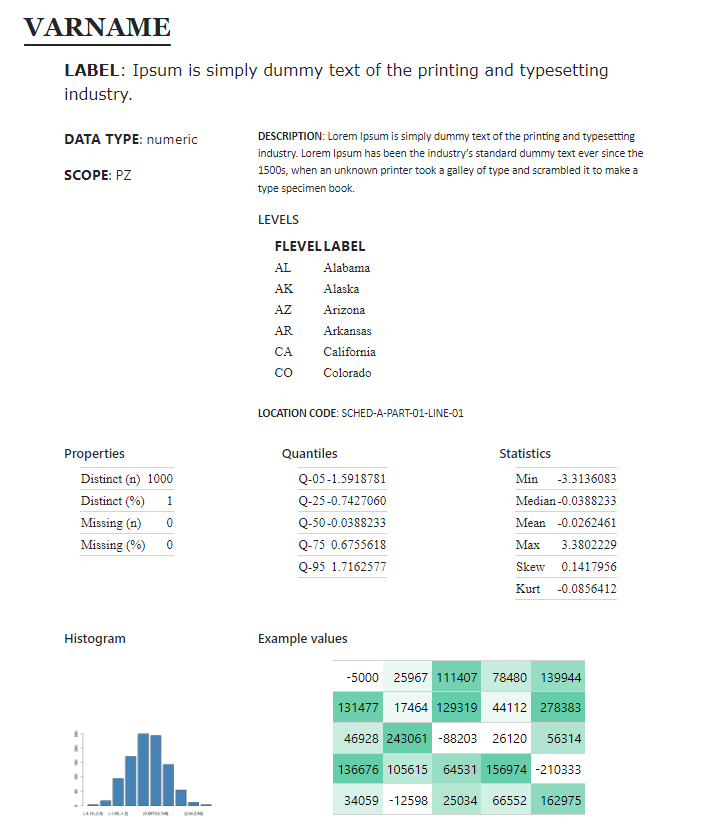 VARNAME
LABEL: Ipsum is simply dummy text of the printing and typesetting
industry.
DATA TYPE: numeric
SCOPE: PZ
DESCRIPTION: Lorem Ipsum is simply dummy text of the printing and typesetting
industry. Lorem Ipsum has been the industry's standard dummy text ever since the
1500s, when an unknown printer took a galley of type and scrambled it to make a
type specimen book.
LEVELS
FLEVEL LABEL
AL Alabama
AK Alaska
AZ Arizona
AR Arkansas
CA California
CO Colorado
LOCATION CODE: SCHED-A-PART-01-LINE-01
Properties
Distinct (n) 1000
Distinct (%) 1
Missing (n) 0
Missing (%) 0
Quantiles
Q-05 -1.5918781
Q-25 -0.7427060
Q-50 -0.0388233
Q-75 0.6755618
Q-95 1.7162577
Statistics
Min -3.3136083
Median -0.0388233
Mean -0.0262461
Max 3.3802229
Skew 0.1417956
Kurt -0.0856412
Histogram
Example values
-5000 25967 111407 78480 139944
131477 17464 129319 44112 278383
46928 243061 -88203 26120 56314
136676 105615 64531 156974 -210333
34059 -12598 25034 66552 162975